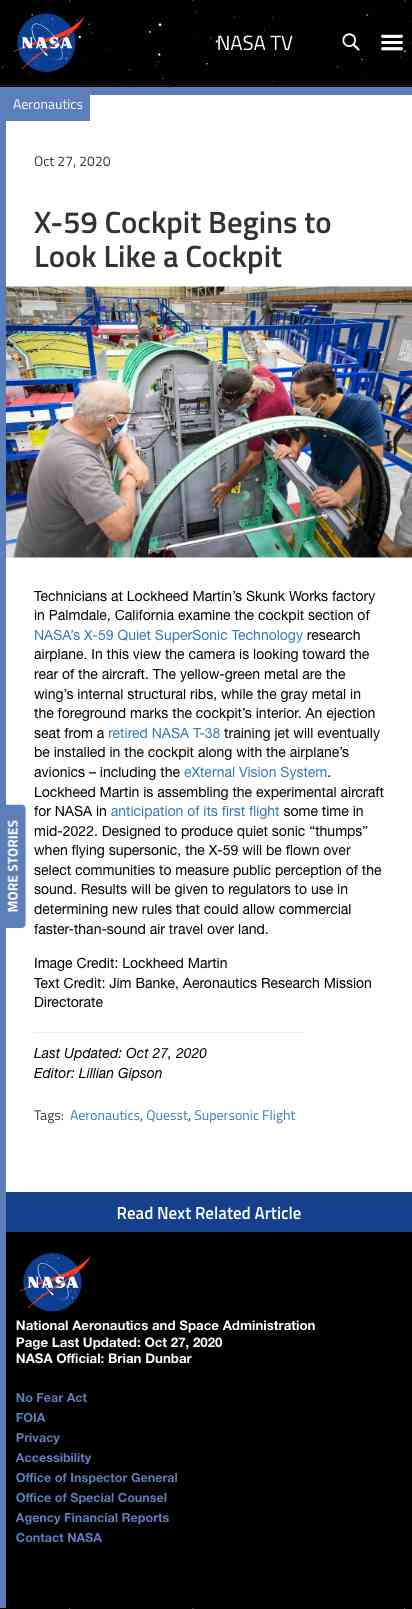 NASA
NASA TV
Aeronautics
Oct 27, 2020
X-59 Cockpit Begins to
Look Like a Cockpit
Technicians at Lockheed Martin’s Skunk Works factory
in Palmdale, California examine the cockpit section of
NASA’s X-59 Quiet SuperSonic Technology research
airplane. In this view the camera is looking toward the
rear of the aircraft. The yellow-green metal are the
wing’s internal structural ribs, while the gray metal in
the foreground marks the cockpit’s interior. An ejection
seat from a retired NASA T-38 training jet will eventually
be installed in the cockpit along with the airplane’s
avionics – including the eXternal Vision System.
Lockheed Martin is assembling the experimental aircraft
for NASA in anticipation of its first flight some time in
mid-2022. Designed to produce quiet sonic “thumps”
when flying supersonic, the X-59 will be flown over
select communities to measure public perception of the
sound. Results will be given to regulators to use in
determining new rules that could allow commercial
faster-than-sound air travel over land.
MORE STORIES
Image Credit: Lockheed Martin
Text Credit: Jim Banke, Aeronautics Research Mission
Directorate
Last Updated: Oct 27, 2020
Editor: Lillian Gipson
Tags: Aeronautics, Quesst, Supersonic Flight
Read Next Related Article
NASA
National Aeronautics and Space Administration
Page Last Updated: Oct 27, 2020
NASA Official: Brian Dunbar
No Fear Act
FOIA
Privacy
Accessibility
Office of Inspector General
Office of Special Counsel
Agency Financial Reports
Contact NASA